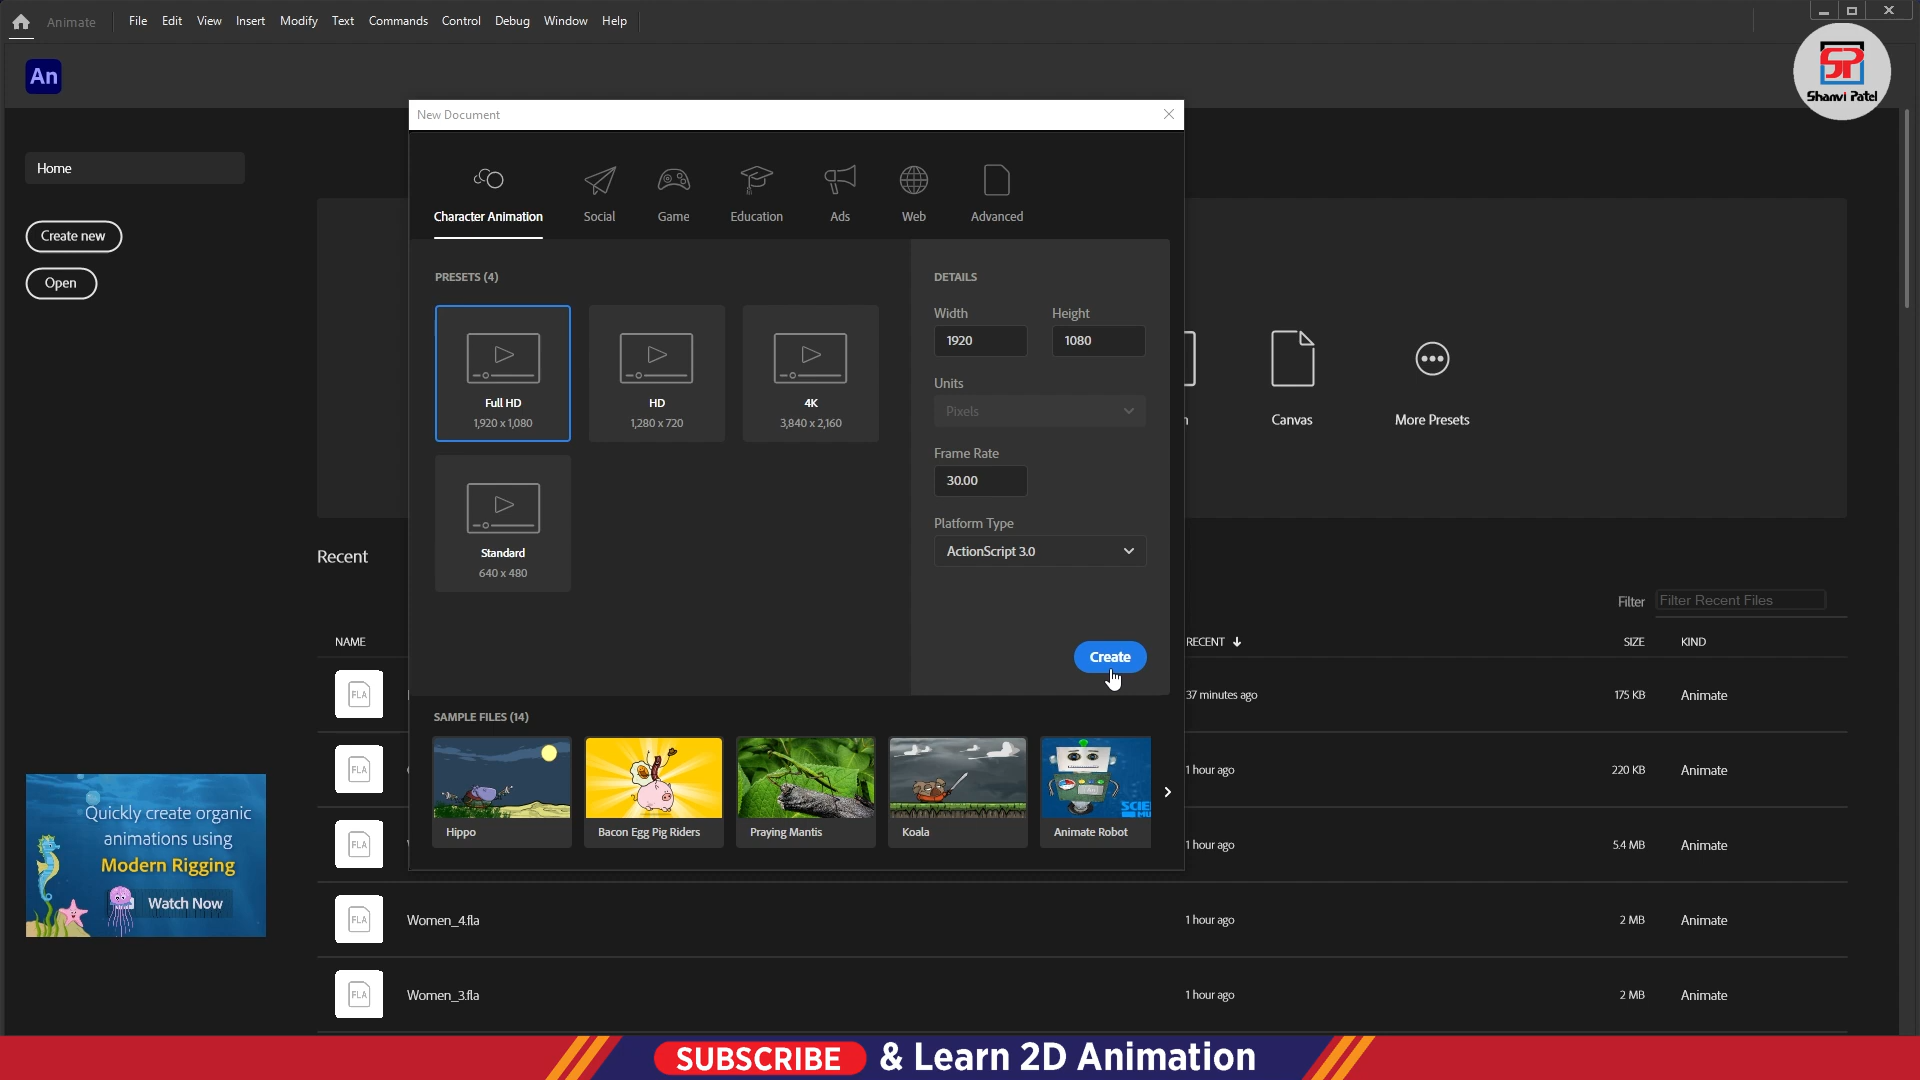 Animate
File Edit View Insert Modify Text Commands Control Debug Window Help
An
SP
Shanvi Patel
New Document
Home
Create new
Open
Character Animation
Social
Game
Education
Ads
Web
Advanced
PRESETS (4)
Full HD
1,920 x 1,080
HD
1,280 x 720
4K
3,840 x 2,160
Standard
640 x 480
DETAILS
Width
Height
1920
1080
Units
Pixels
Frame Rate
30.00
Platform Type
ActionScript 3.0
Create
Canvas
More Presets
Recent
Filter
Filter Recent Files
NAME
RECENT
SIZE
KIND
FLA
37 minutes ago
175 KB
Animate
FLA
1 hour ago
220 KB
Animate
FLA
1 hour ago
5.4 MB
Animate
FLA
Women_4.fla
1 hour ago
2 MB
Animate
FLA
Women_3.fla
1 hour ago
2 MB
Animate
SAMPLE FILES (14)
Hippo
Bacon Egg Pig Riders
Praying Mantis
Koala
Animate Robot
Quickly create organic
animations using
Modern Rigging
Watch Now
SUBSCRIBE & Learn 2D Animation